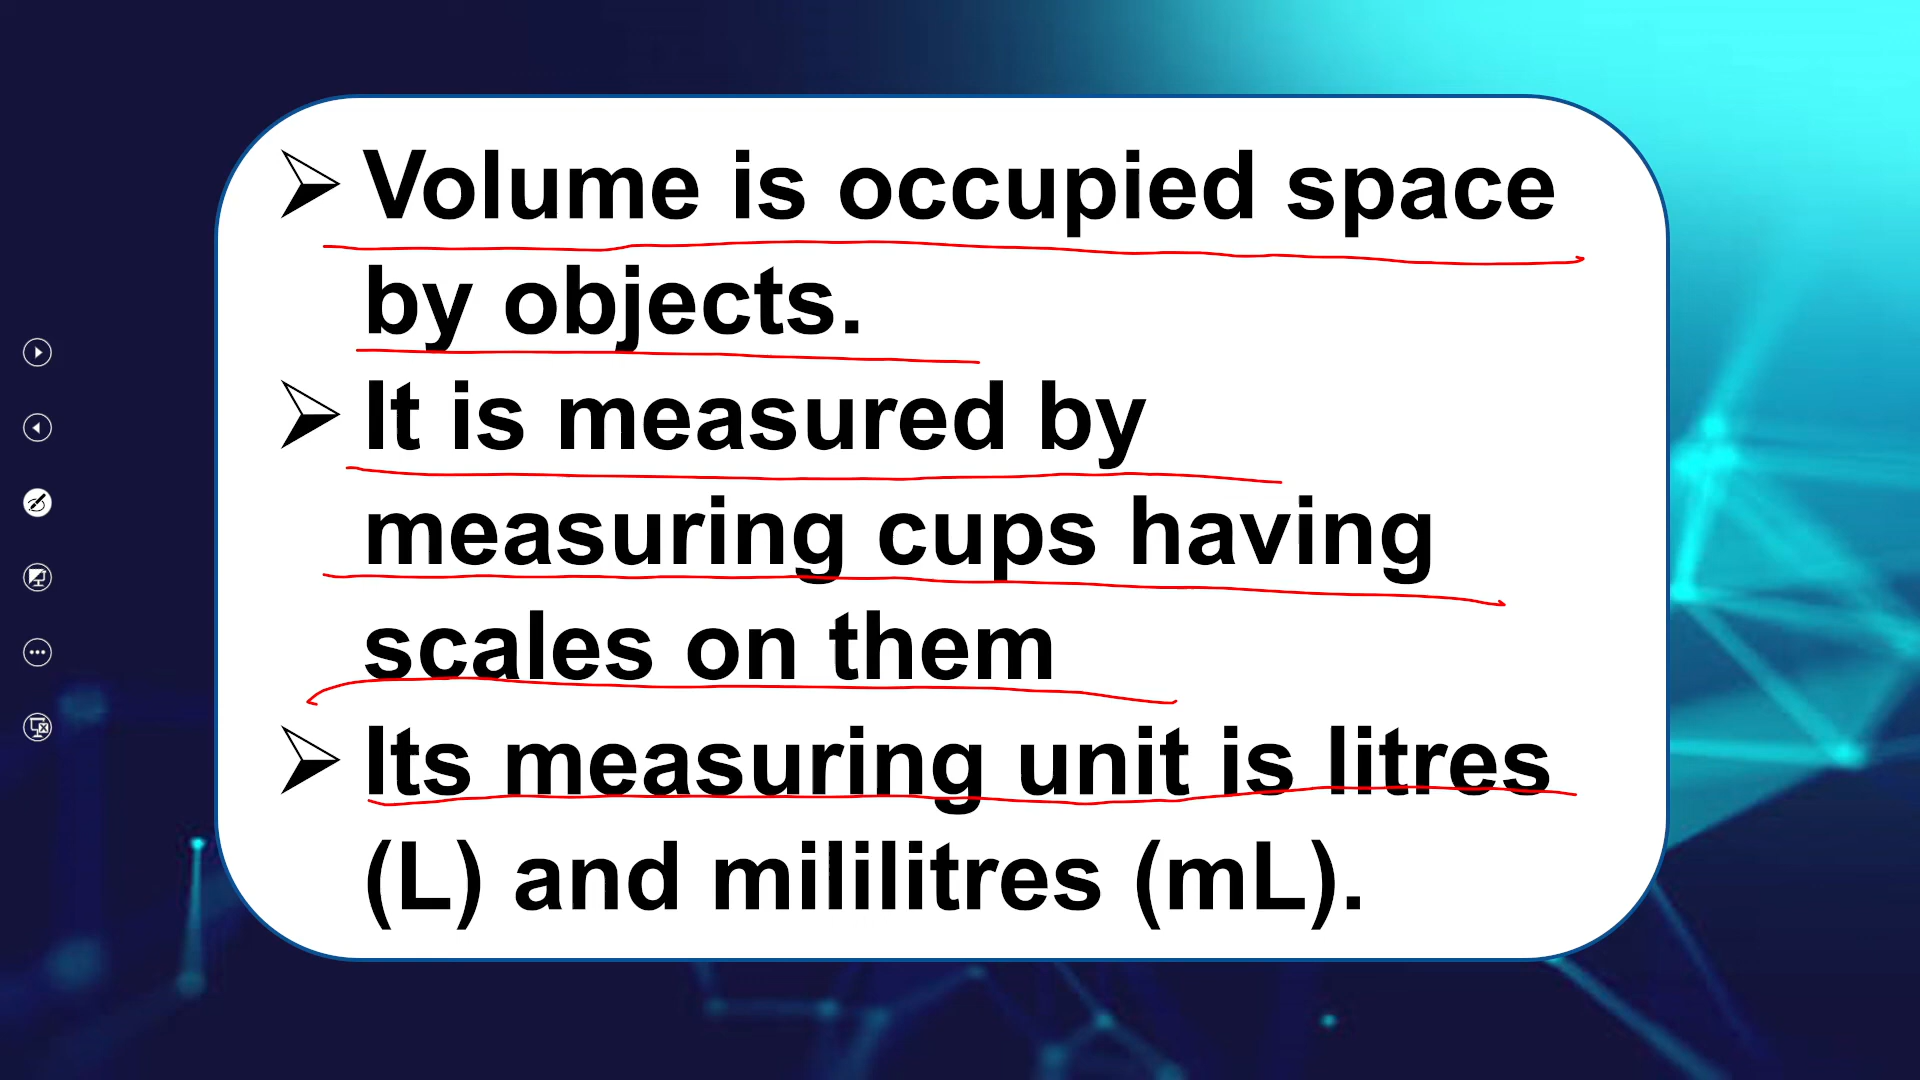 ➢ Volume is occupied space
by objects.
➢ It is measured by
measuring cups having
scales on them
➢ Its measuring unit is litres
(L) and mililitres (mL).